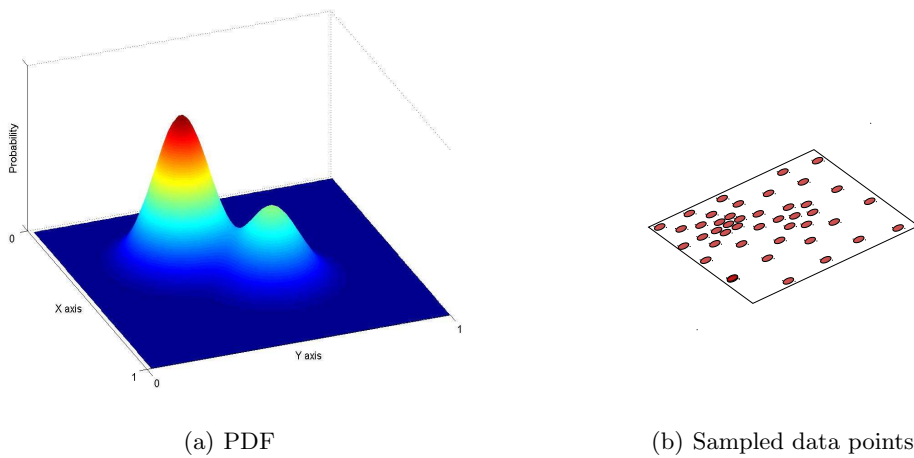 Probability
0
X axis
1
0
Y axis
1
(a) PDF
(b) Sampled data points